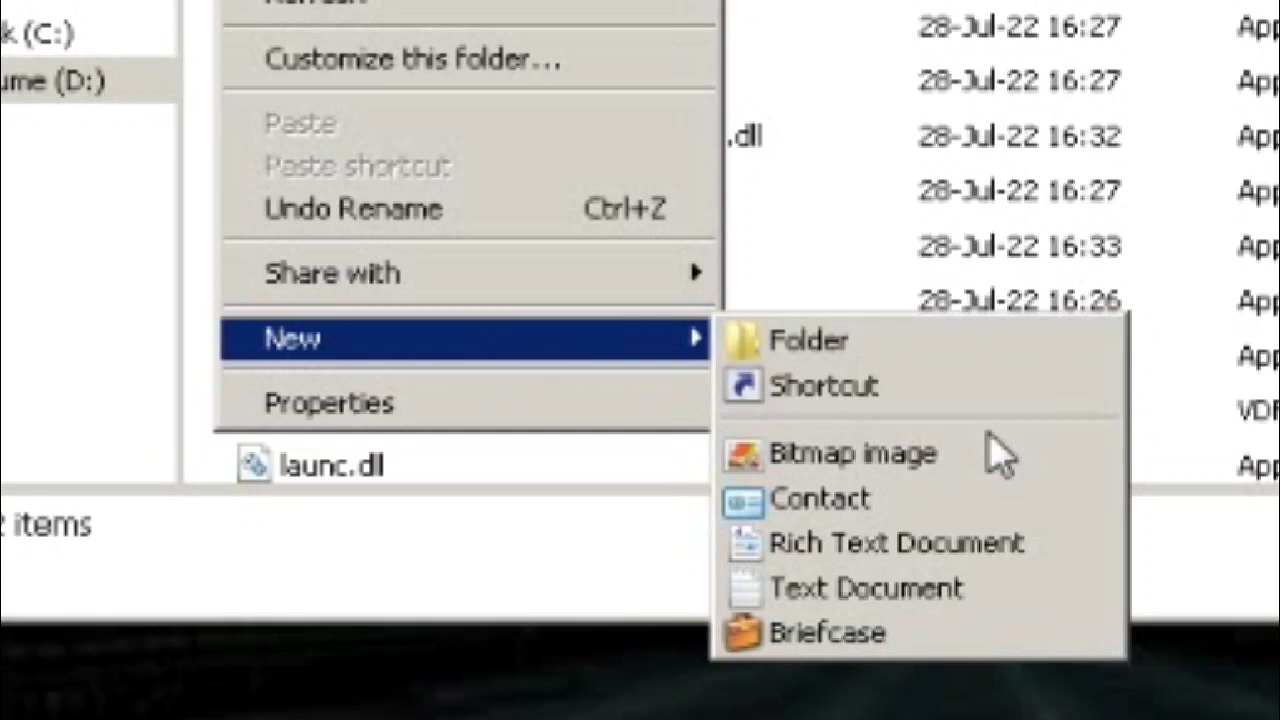 Refresh
k (C:)
ume (D:)
Customize this folder...
Paste
Paste shortcut
Undo Rename Ctrl+Z
Share with
New
Properties
launc.dll
2 items
.dll
28-Jul-22 16:27 App
28-Jul-22 16:27 App
28-Jul-22 16:32 App
28-Jul-22 16:27 App
28-Jul-22 16:33 App
28-Jul-22 16:26 App
App
VDF
App
Folder
Shortcut
Bitmap image
Contact
Rich Text Document
Text Document
Briefcase